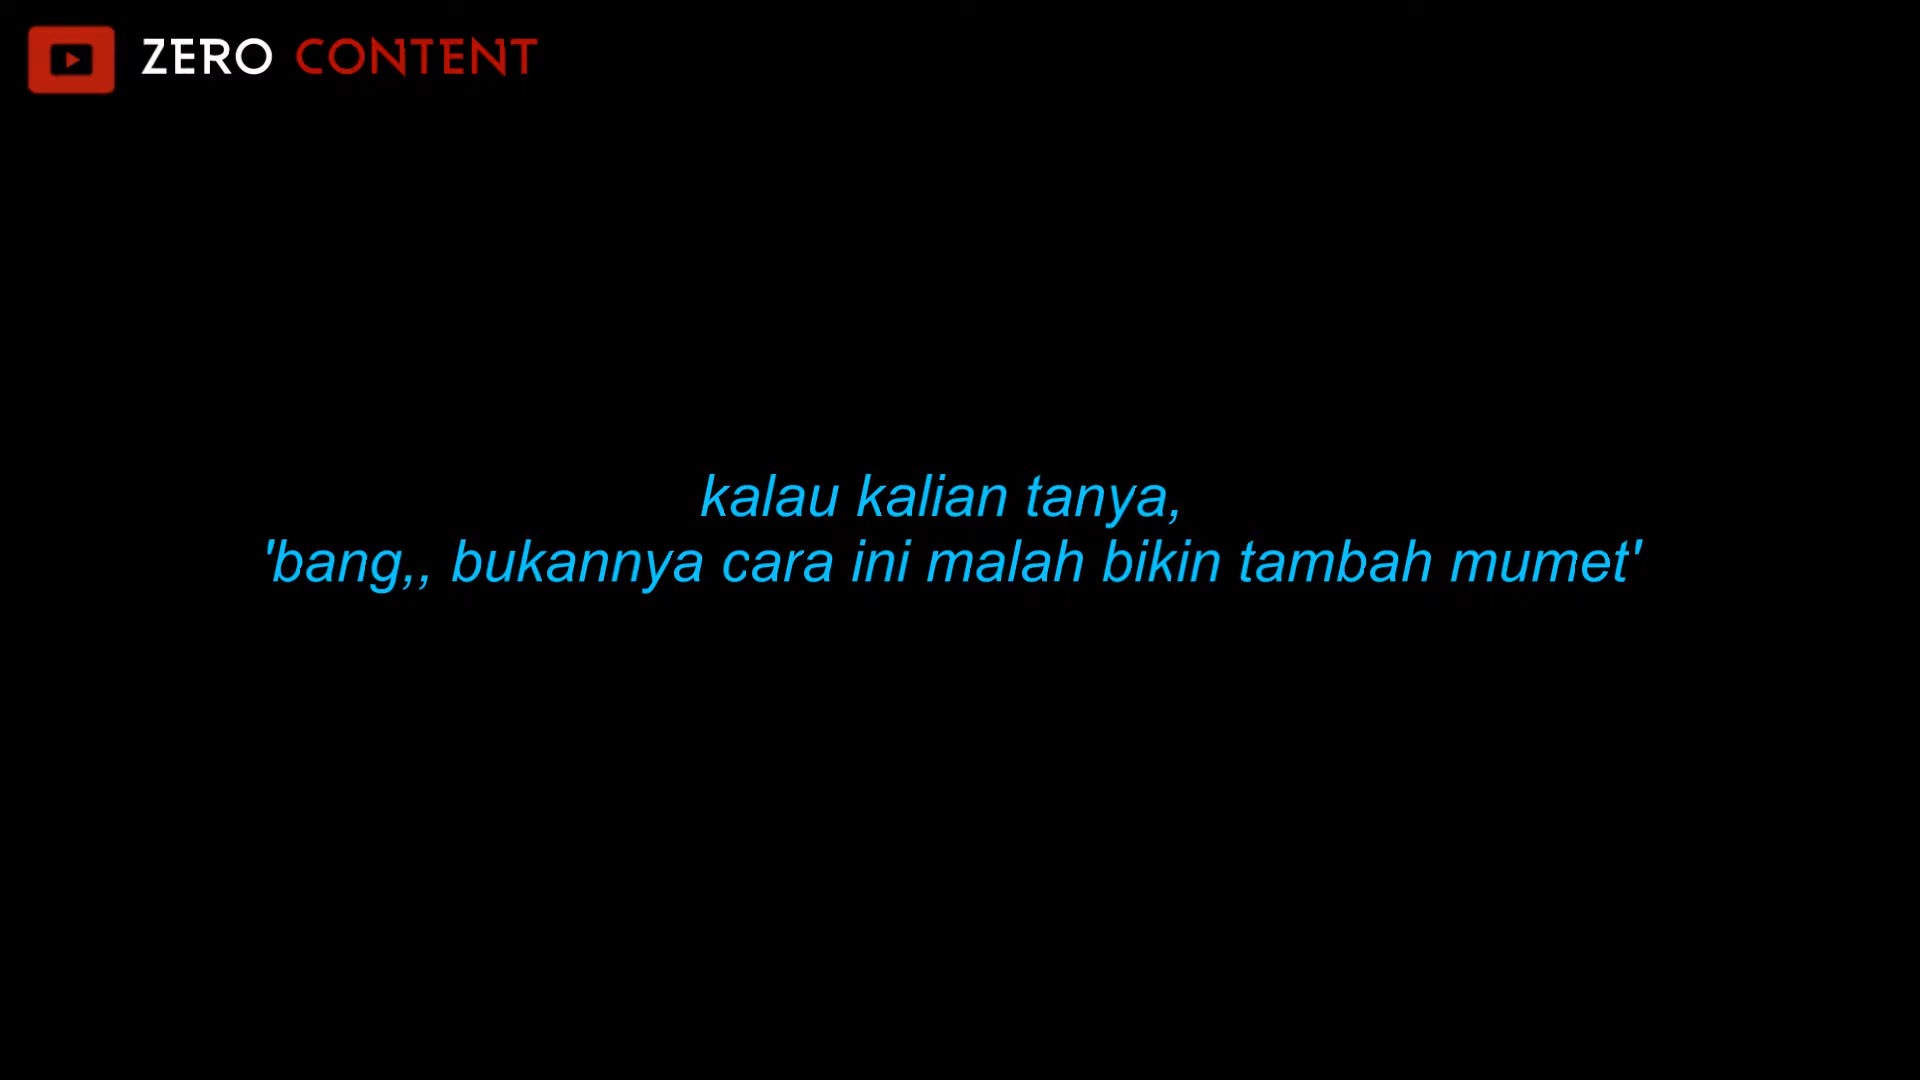 ZERO CONTENT
kalau kalian tanya,
'bang,, bukannya cara ini malah bikin tambah mumet'